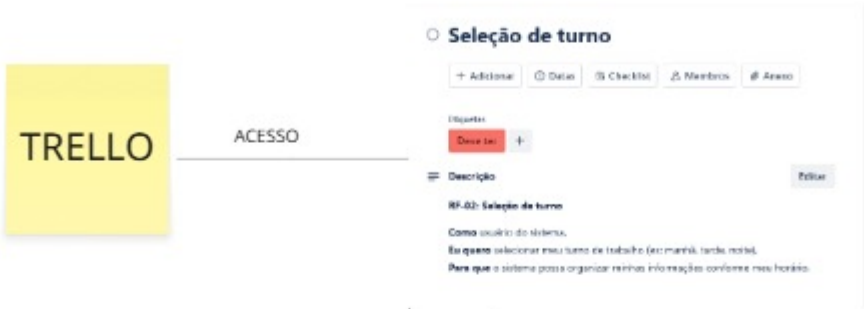 TRELLO
ACESSO
Seleção de turno
+ Adicionar
Datas
Checklist
Membros
Anexo
Etiquetas
Deve ter
+
Descrição
Editar
RF-02: Seleção de turno
Como usuário do sistema,
Eu quero selecionar meu turno de trabalho (ex: manhã, tarde, noite),
Para que o sistema possa organizar minhas informações conforme meu horário.